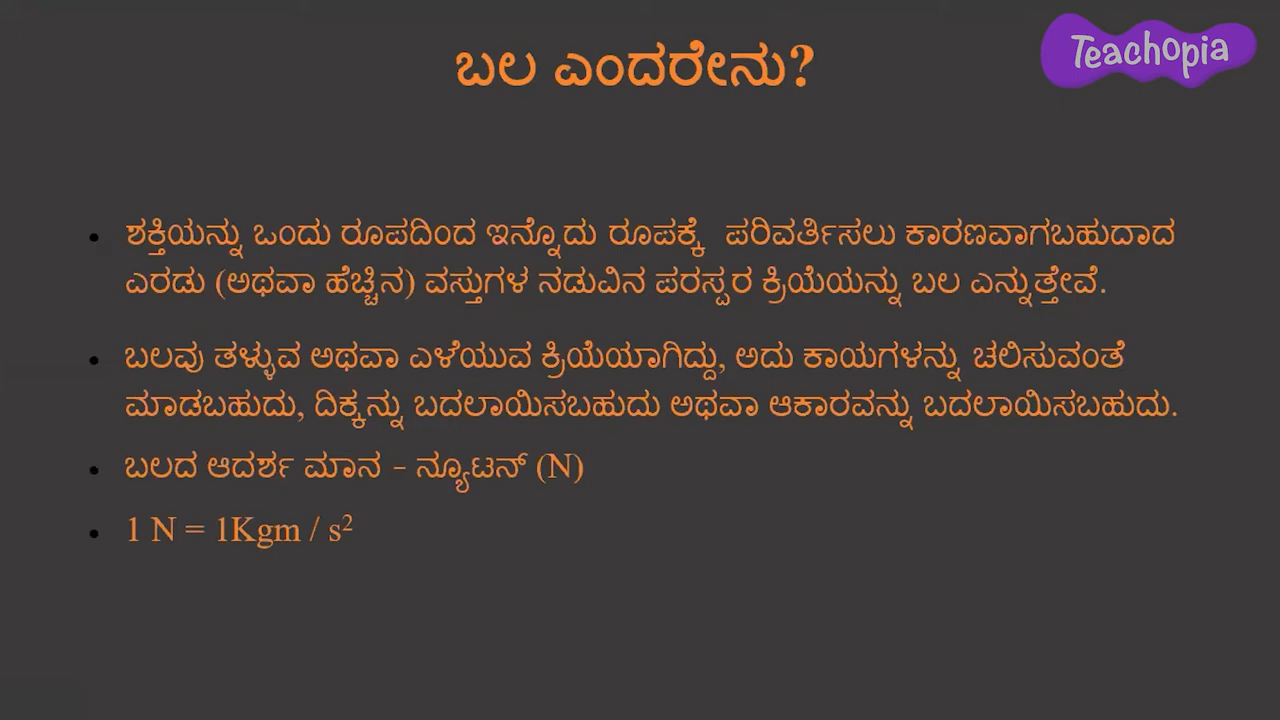 Teachopia
ಬಲ ಎಂದರೇನು?
• ಶಕ್ತಿಯನ್ನು ಒಂದು ರೂಪದಿಂದ ಇನ್ನೊದು ರೂಪಕ್ಕೆ ಪರಿವರ್ತಿಸಲು ಕಾರಣವಾಗಬಹುದಾದ
ಎರಡು (ಅಥವಾ ಹೆಚ್ಚಿನ) ವಸ್ತುಗಳ ನಡುವಿನ ಪರಸ್ಪರ ಕ್ರಿಯೆಯನ್ನು ಬಲ ಎನ್ನುತ್ತೇವೆ.
• ಬಲವು ತಳ್ಳುವ ಅಥವಾ ಎಳೆಯುವ ಕ್ರಿಯೆಯಾಗಿದ್ದು, ಅದು ಕಾಯಗಳನ್ನು ಚಲಿಸುವಂತೆ
ಮಾಡಬಹುದು, ದಿಕ್ಕನ್ನು ಬದಲಾಯಿಸಬಹುದು ಅಥವಾ ಆಕಾರವನ್ನು ಬದಲಾಯಿಸಬಹುದು.
• ಬಲದ ಆದರ್ಶ ಮಾನ – ನ್ಯೂಟನ್ (N)
• 1 N = 1Kgm / s²